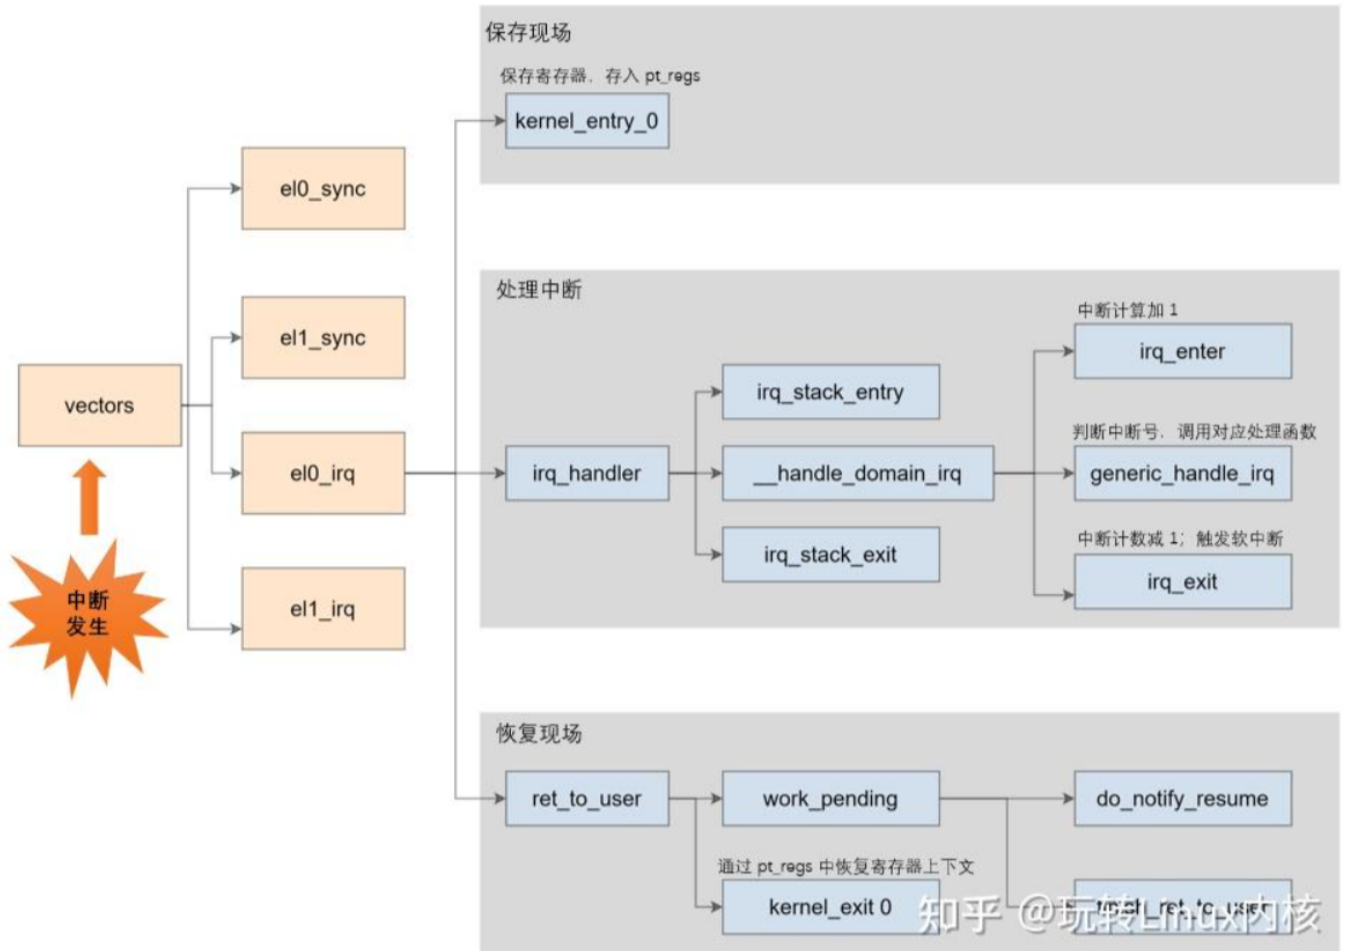 保存现场
保存寄存器，存入 pt_regs
kernel_entry_0
el0_sync
处理中断
中断计算加 1
el1_sync
irq_enter
vectors
irq_stack_entry
判断中断号，调用对应处理函数
el0_irq
irq_handler
__handle_domain_irq
generic_handle_irq
中断计数减 1；触发软中断
irq_stack_exit
irq_exit
中断
发生
el1_irq
恢复现场
ret_to_user
work_pending
do_notify_resume
通过 pt_regs 中恢复寄存器上下文
kernel_exit 0
知乎 @玩转Linux内核